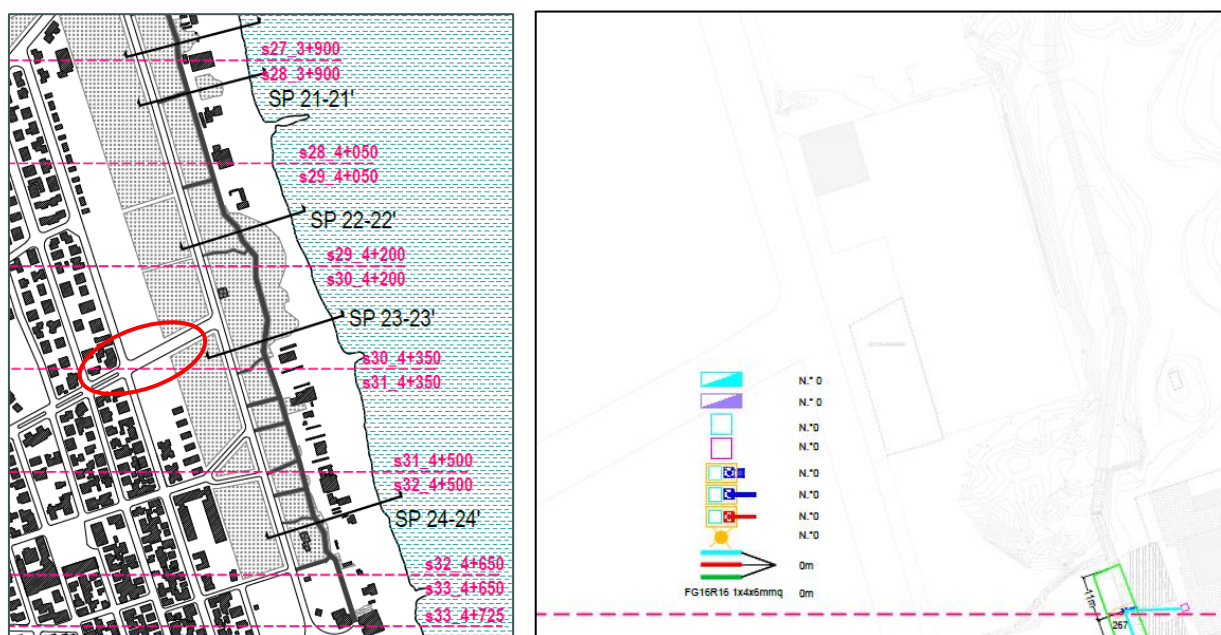 s27_3+900
s28_3+900
SP 21-21'
s28_4+050
s29_4+050
SP 22-22'
s29_4+200
s30_4+200
SP 23-23'
s30_4+350
s31_4+350
s31_4+500
s32_4+500
SP 24-24'
s32_4+650
s33_4+650
s33_4+725
N.° 0
N.° 0
N.°0
N.°0
N.°0
N.°0
N.°0
N.°0
0m
FG16R16 1x4x6mmq 0m
11m
267